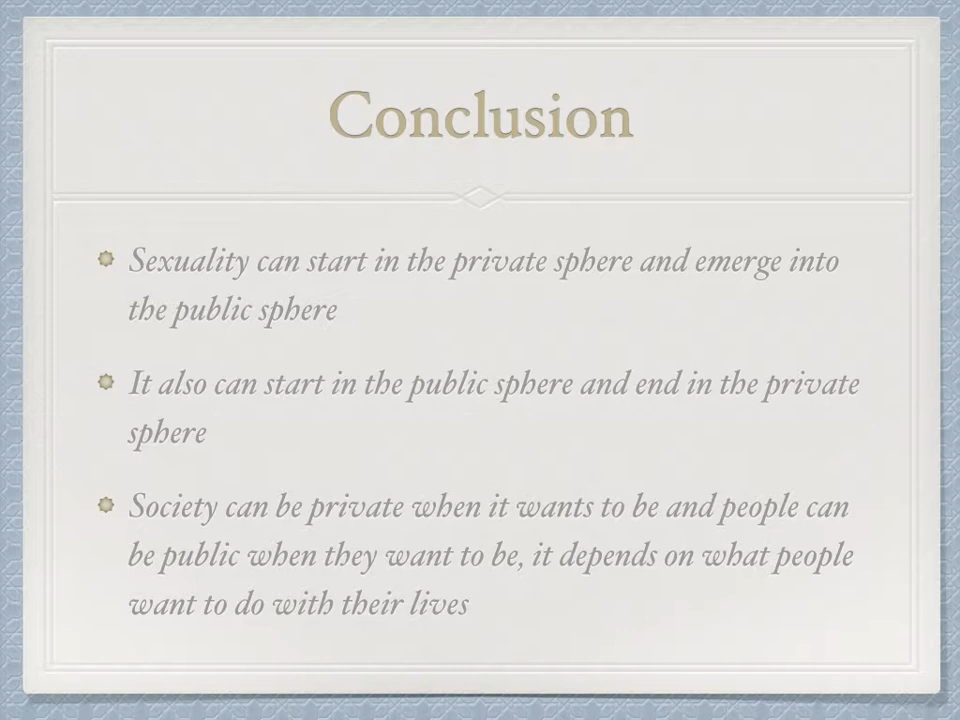 Conclusion
Sexuality can start in the private sphere and emerge into
the public sphere
It also can start in the public sphere and end in the private
sphere
Society can be private when it wants to be and people can
be public when they want to be, it depends on what people
want to do with their lives